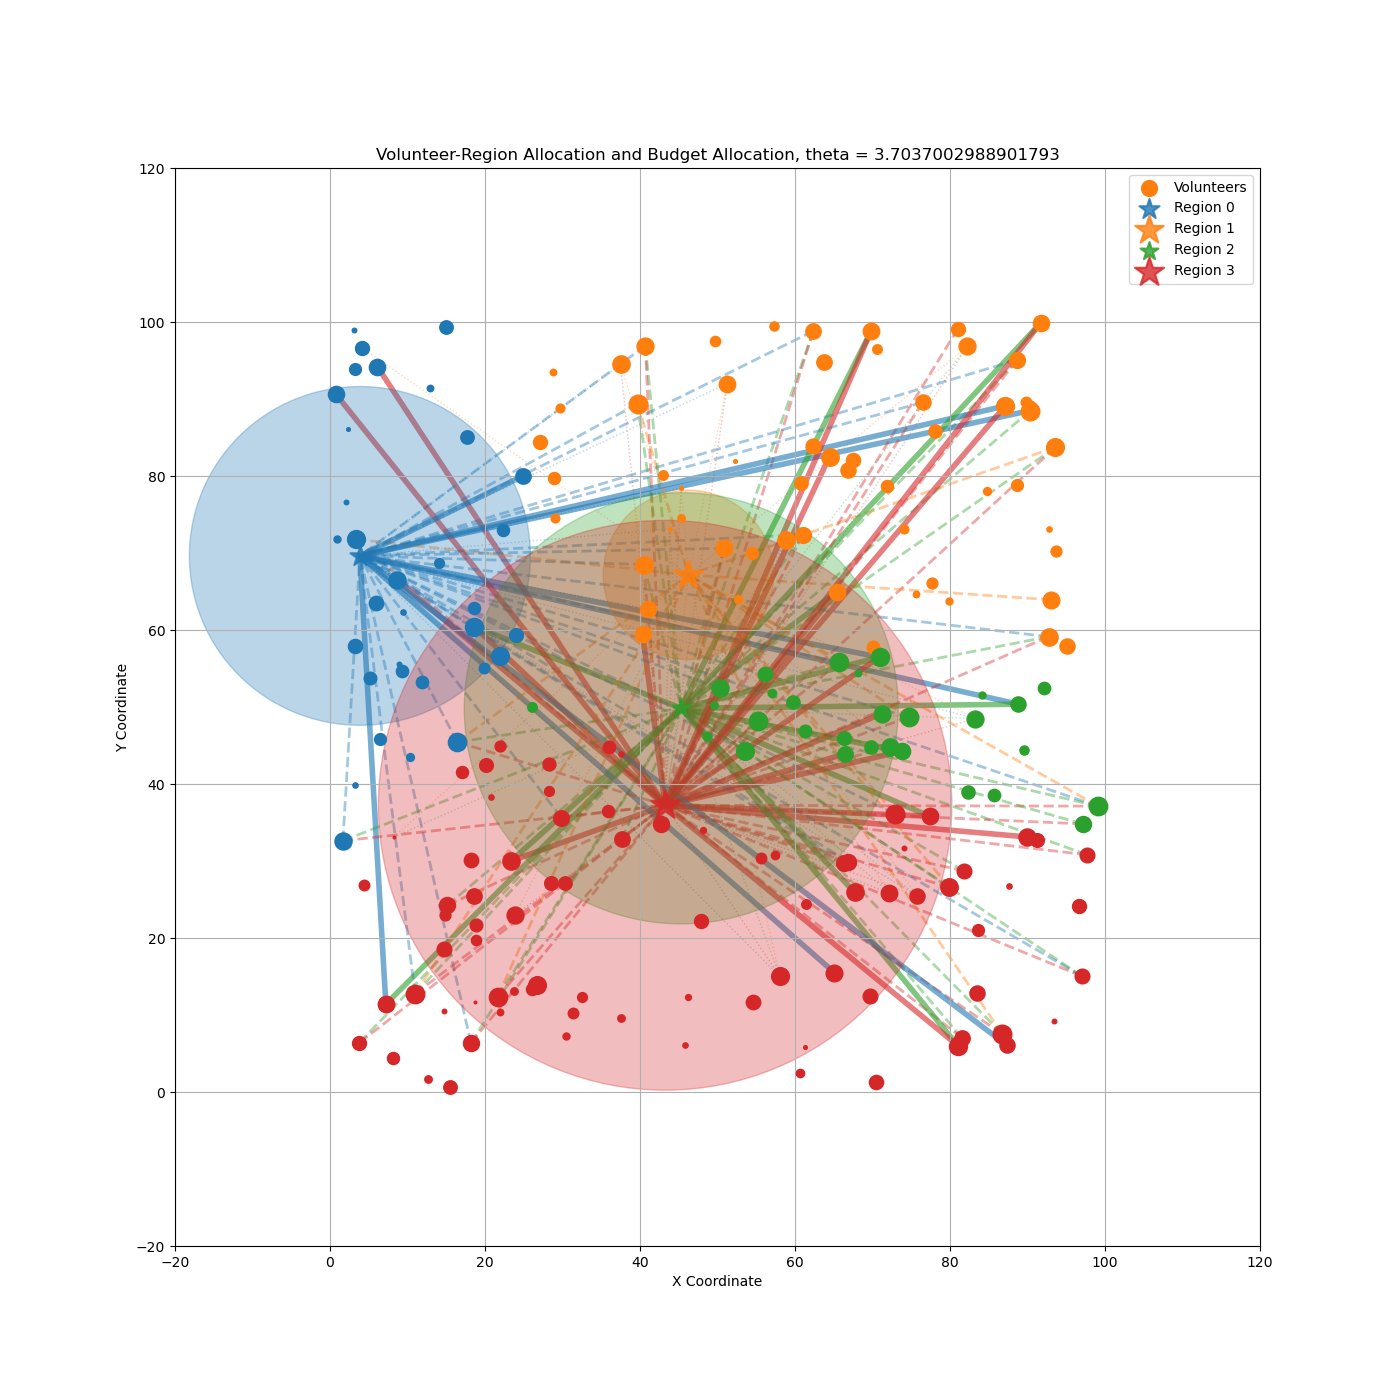 Volunteer-Region Allocation and Budget Allocation, theta = 3.7037002988901793
120
100
80
60
40
20
0
−20
Y Coordinate
Volunteers
Region 0
Region 1
Region 2
Region 3
−20 0 20 40 60 80 100 120
X Coordinate